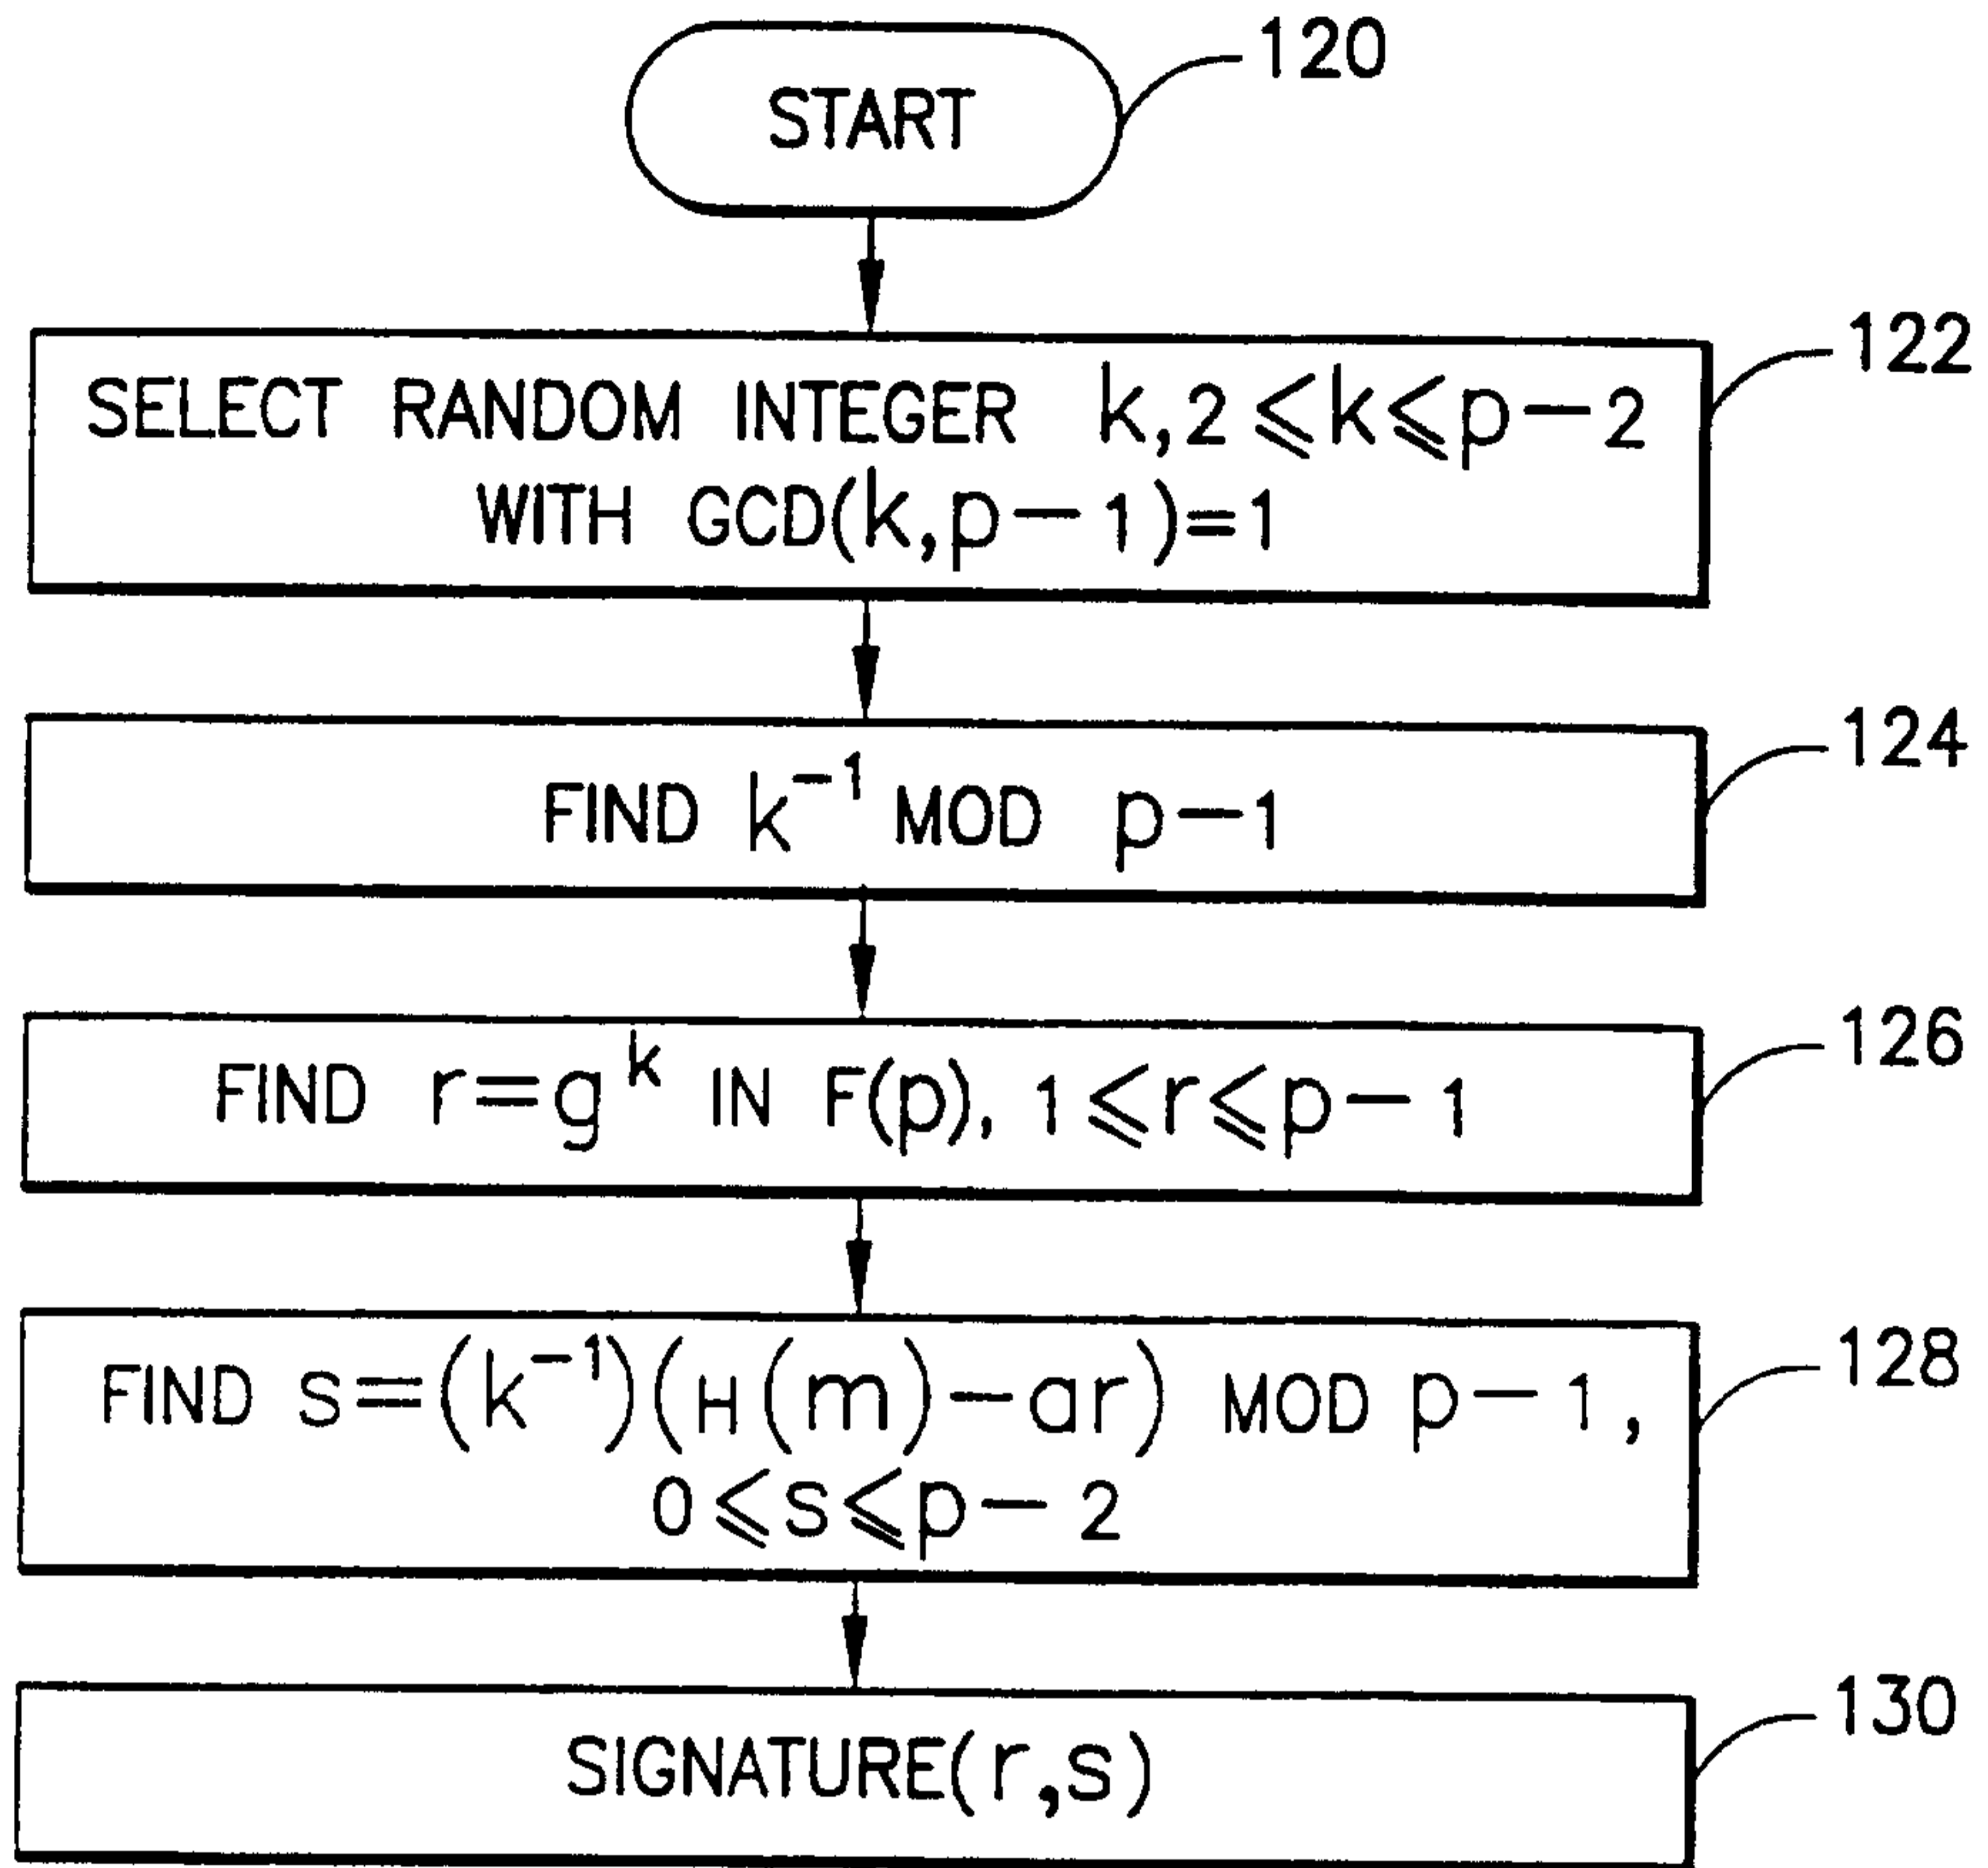 START
120
SELECT RANDOM INTEGER k,2⩽k⩽p-2
WITH GCD(k,p-1)=1
122
FIND k⁻¹ MOD p-1
124
FIND r=gᵏ IN F(p), 1⩽r⩽p-1
126
FIND s≡(k⁻¹)(H(m)-ar) MOD p-1,
0⩽s⩽p-2
128
SIGNATURE(r,s)
130